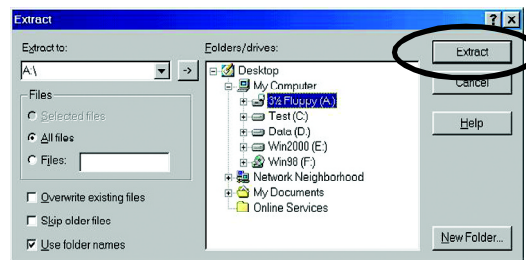 Extract
Extract to:
A:\
Files
Selected files
All files
Files:
Overwrite existing files
Skip older files
Use folder names
Folders/drives:
Desktop
My Computer
3½ Floppy (A:)
Test (C:)
Data (D:)
Win2000 (E:)
Win98 (F:)
Network Neighborhood
My Documents
Online Services
Extract
Cancel
Help
New Folder...